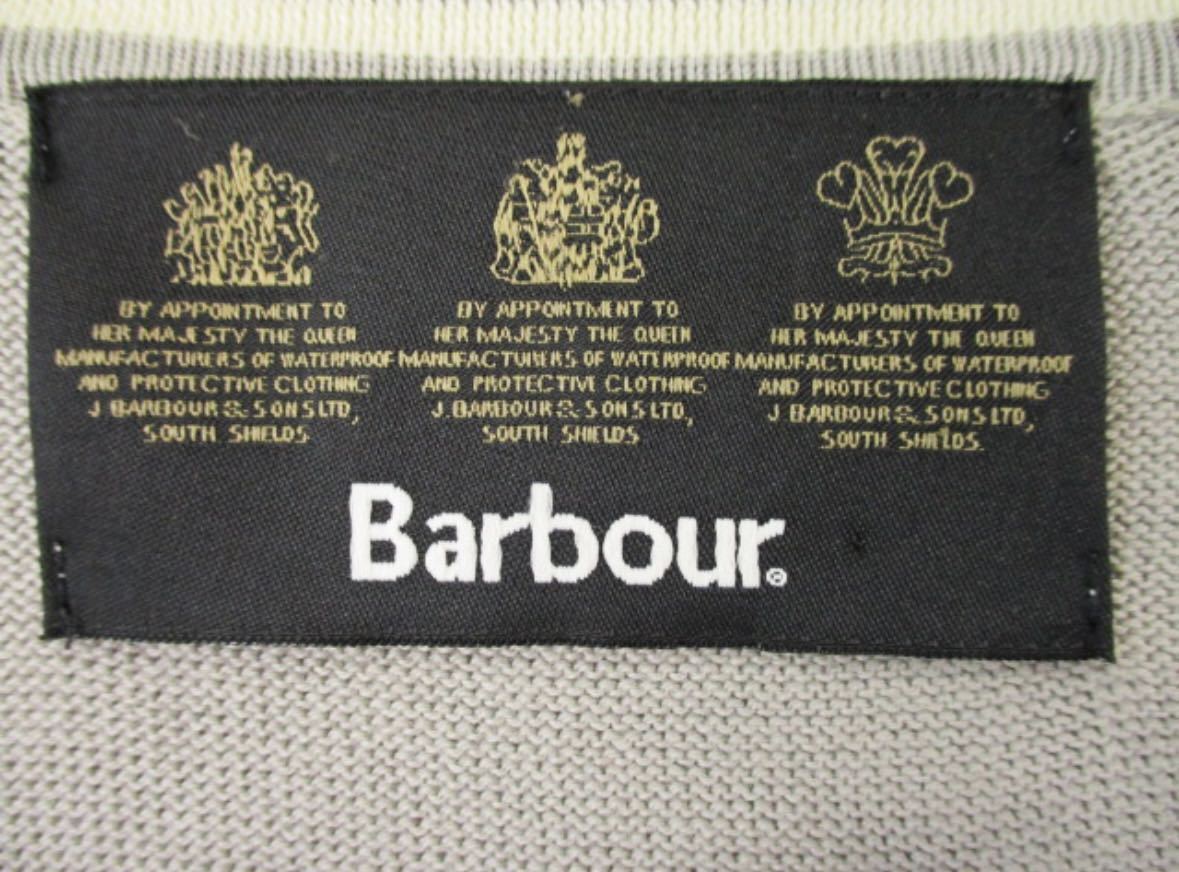 BY APPOINTMENT TO
HER MAJESTY THE QUEEN
MANUFACTURERS OF WATERPROOF
AND PROTECTIVE CLOTHING
J BARBOUR & SONS LTD,
SOUTH SHIELDS
BY APPOINTMENT TO
HER MAJESTY THE QUEEN
MANUFACTURERS OF WATERPROOF
AND PROTECTIVE CLOTHING
J BARBOUR & SONS LTD,
SOUTH SHIELDS
BY APPOINTMENT TO
HER MAJESTY THE QUEEN
MANUFACTURERS OF WATERPROOF
AND PROTECTIVE CLOTHING
J BARBOUR & SONS LTD,
SOUTH SHIELDS
Barbour®